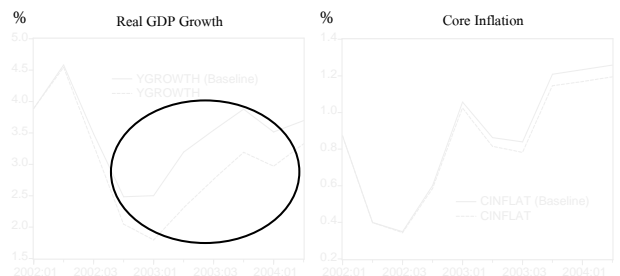 % Real GDP Growth
5.0
YGROWTH (Baseline)
YGROWTH
4.0
3.5
3.0
2.5
2.0
1.5
2002:01 2002:03 2003:01 2003:03 2004:01
% Core Inflation
1.4
1.2
1.0
0.8
0.6
0.4
0.2
CINFLAT (Baseline)
CINFLAT
2002:01 2002:03 2003:01 2003:03 2004:01